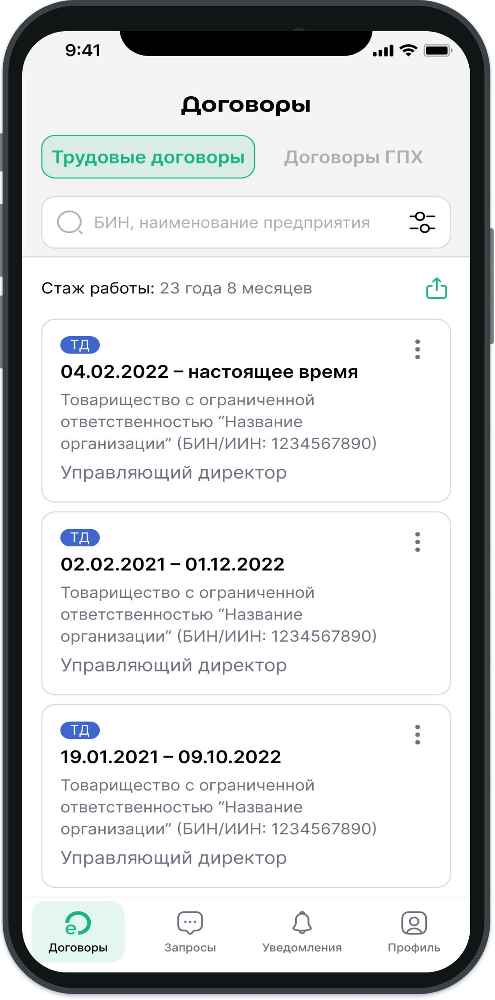 9:41
Договоры
Трудовые договоры
Договоры ГПХ
БИН, наименование предприятия
Стаж работы: 23 года 8 месяцев
ТД
04.02.2022 – настоящее время
Товарищество с ограниченной
ответственностью “Название
организации” (БИН/ИИН: 1234567890)
Управляющий директор
ТД
02.02.2021 – 01.12.2022
Товарищество с ограниченной
ответственностью “Название
организации” (БИН/ИИН: 1234567890)
Управляющий директор
ТД
19.01.2021 – 09.10.2022
Товарищество с ограниченной
ответственностью “Название
организации” (БИН/ИИН: 1234567890)
Управляющий директор
Договоры
Запросы
Уведомления
Профиль